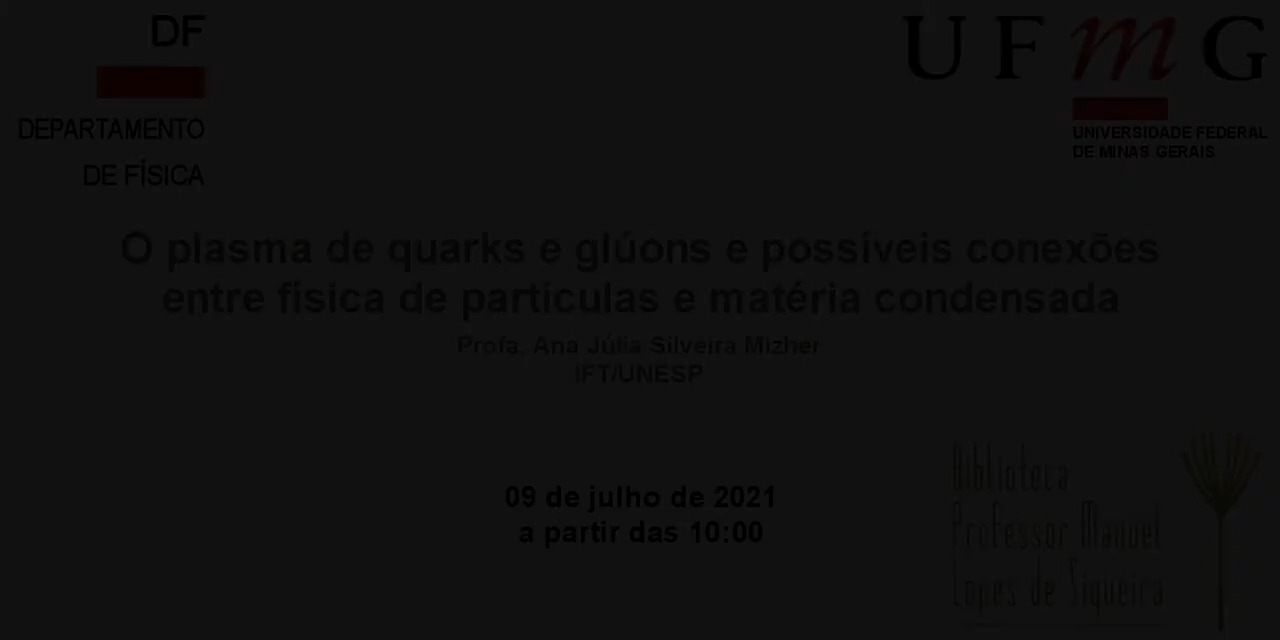 DF
DEPARTAMENTO
DE FÍSICA
UFmG
UNIVERSIDADE FEDERAL
DE MINAS GERAIS
O plasma de quarks e glúons e possíveis conexões
entre física de partículas e matéria condensada
Profa. Ana Júlia Silveira Mizher
IFT/UNESP
09 de julho de 2021
a partir das 10:00
Biblioteca
Professor Manuel
Lopes de Siqueira